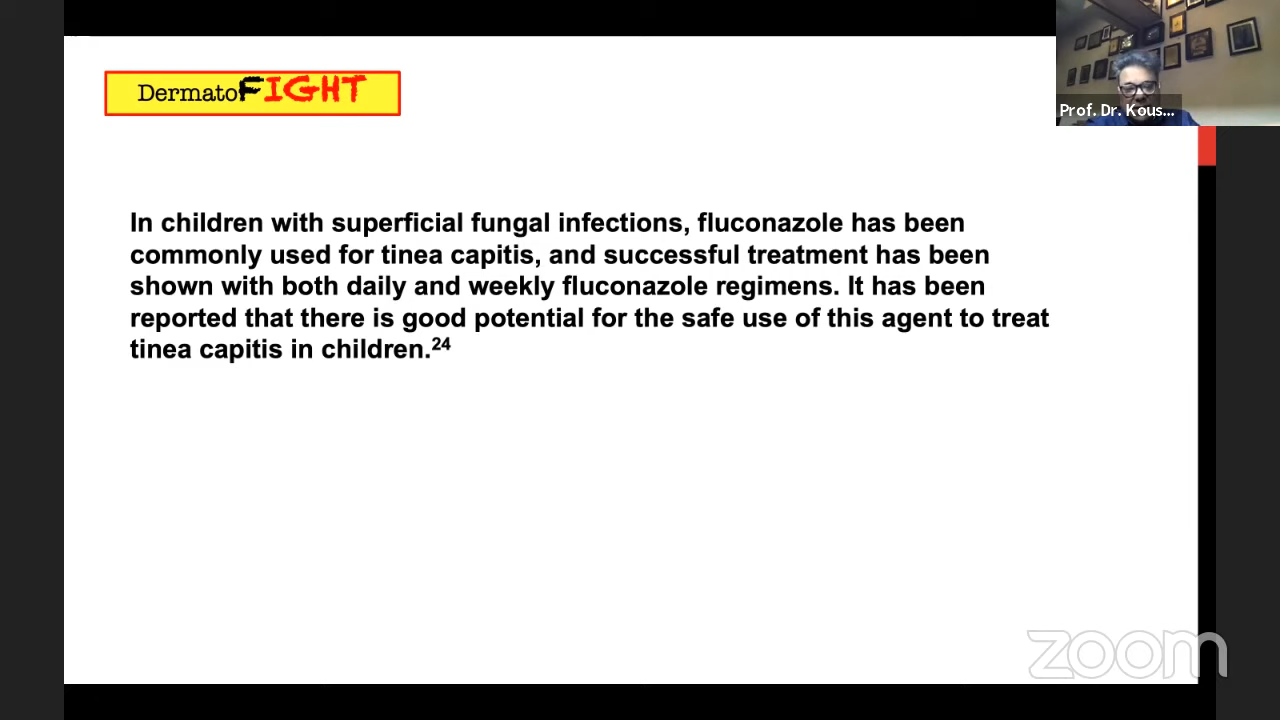 DermatoFIGHT
Prof. Dr. Kous...
In children with superficial fungal infections, fluconazole has been
commonly used for tinea capitis, and successful treatment has been
shown with both daily and weekly fluconazole regimens. It has been
reported that there is good potential for the safe use of this agent to treat
tinea capitis in children.24
zoom